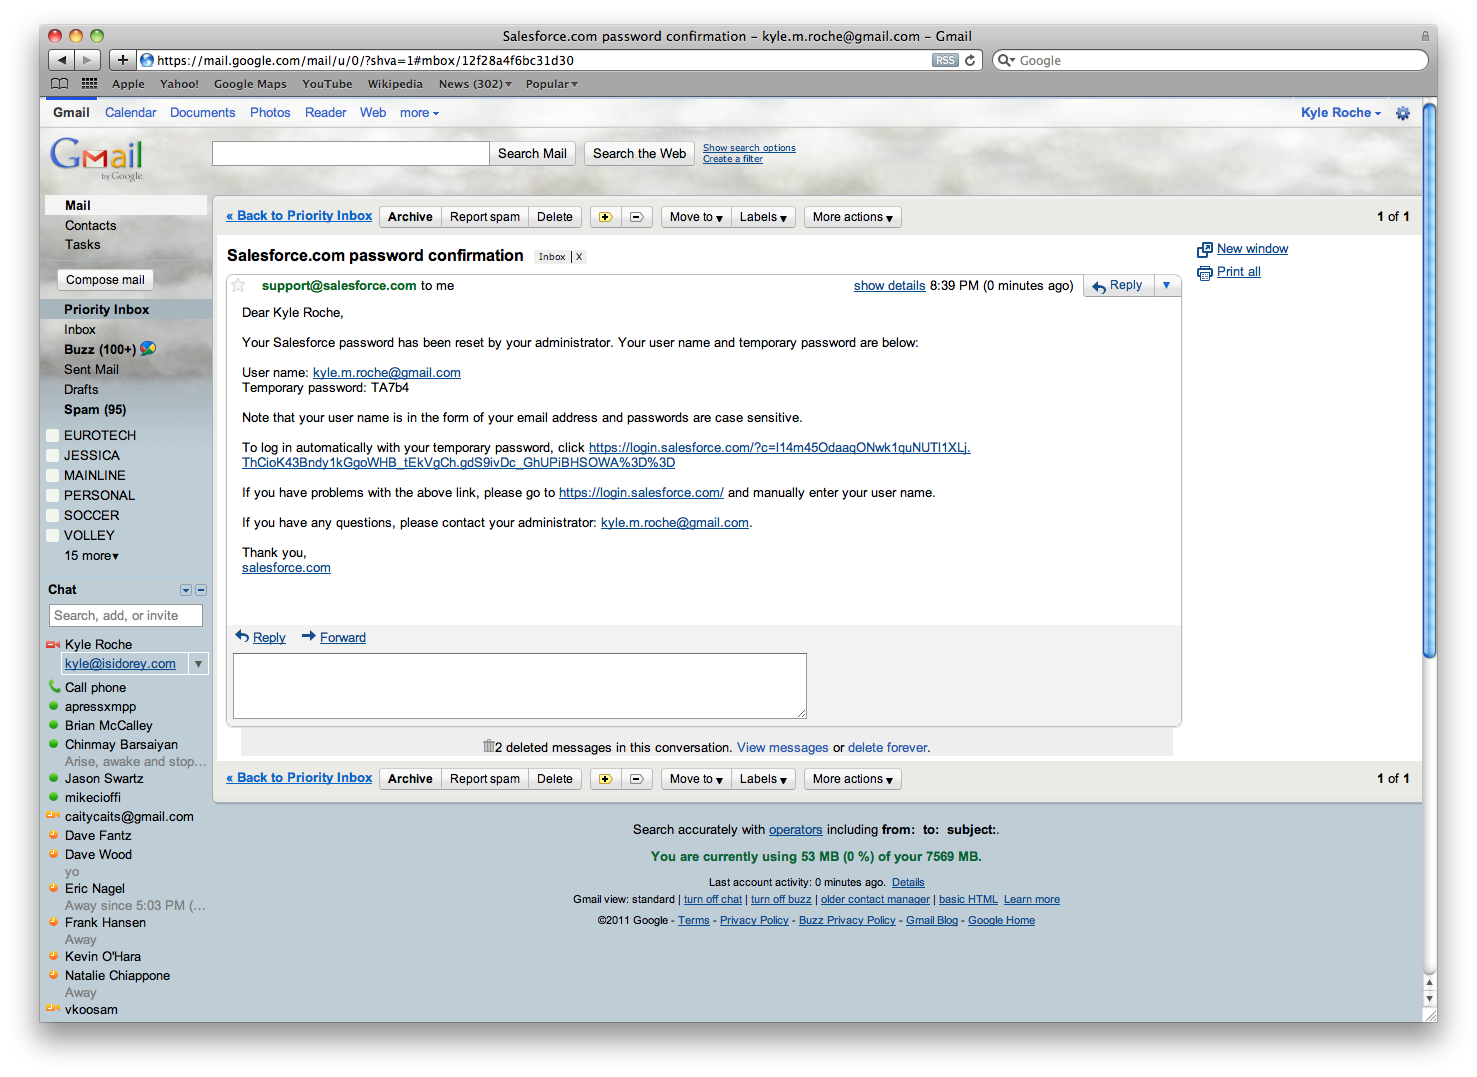 Salesforce.com password confirmation – kyle.m.roche@gmail.com – Gmail
https://mail.google.com/mail/u/0/?shva=1#mbox/12f28a4f6bc31d30 RSS Google
Apple Yahoo! Google Maps YouTube Wikipedia News (302) Popular
Gmail Calendar Documents Photos Reader Web more Kyle Roche
Gmail by Google
Search Mail Search the Web Show search options
Create a filter
Mail
Contacts
Tasks
Compose mail
Priority Inbox
Inbox
Buzz (100+)
Sent Mail
Drafts
Spam (95)
EUROTECH
JESSICA
MAINLINE
PERSONAL
SOCCER
VOLLEY
15 more
Chat
Search, add, or invite
Kyle Roche
kyle@isidorey.com
Call phone
apressxmpp
Brian McCalley
Chinmay Barsaiyan
Arise, awake and stop...
Jason Swartz
mikecioffi
caitycaits@gmail.com
Dave Fantz
Dave Wood
yo
Eric Nagel
Away since 5:03 PM (...
Frank Hansen
Away
Kevin O'Hara
Natalie Chiappone
Away
vkoosam
« Back to Priority Inbox Archive Report spam Delete Move to Labels More actions 1 of 1
Salesforce.com password confirmation Inbox | X
New window
Print all
support@salesforce.com to me show details 8:39 PM (0 minutes ago) Reply
Dear Kyle Roche,
Your Salesforce password has been reset by your administrator. Your user name and temporary password are below:
User name: kyle.m.roche@gmail.com
Temporary password: TA7b4
Note that your user name is in the form of your email address and passwords are case sensitive.
To log in automatically with your temporary password, click https://login.salesforce.com/?c=l14m45OdaaqONwk1quNUTl1XLj.
ThCioK43Bndy1kGgoWHB_tEkVgCh.gdS9ivDc_GhUPiBHSOWA%3D%3D
If you have problems with the above link, please go to https://login.salesforce.com/ and manually enter your user name.
If you have any questions, please contact your administrator: kyle.m.roche@gmail.com.
Thank you,
salesforce.com
Reply Forward
2 deleted messages in this conversation. View messages or delete forever.
« Back to Priority Inbox Archive Report spam Delete Move to Labels More actions 1 of 1
Search accurately with operators including from: to: subject:.
You are currently using 53 MB (0 %) of your 7569 MB.
Last account activity: 0 minutes ago. Details
Gmail view: standard | turn off chat | turn off buzz | older contact manager | basic HTML Learn more
©2011 Google - Terms - Privacy Policy - Buzz Privacy Policy - Gmail Blog - Google Home